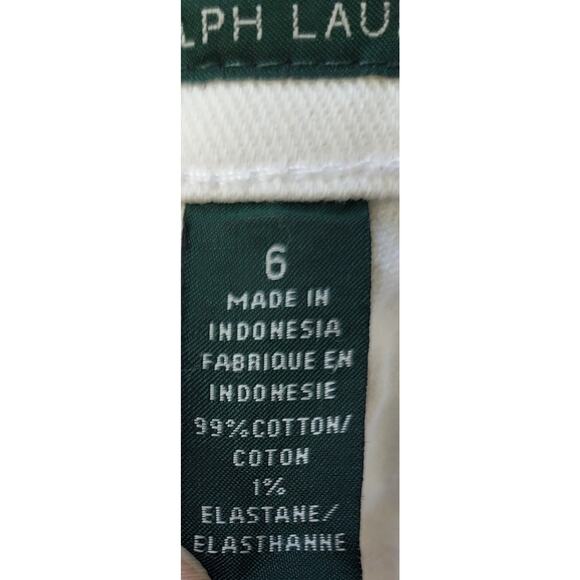 LPH LAU
6
MADE IN
INDONESIA
FABRIQUE EN
INDONESIE
99%COTTON/
COTON
1%
ELASTANE/
ELASTHANNE